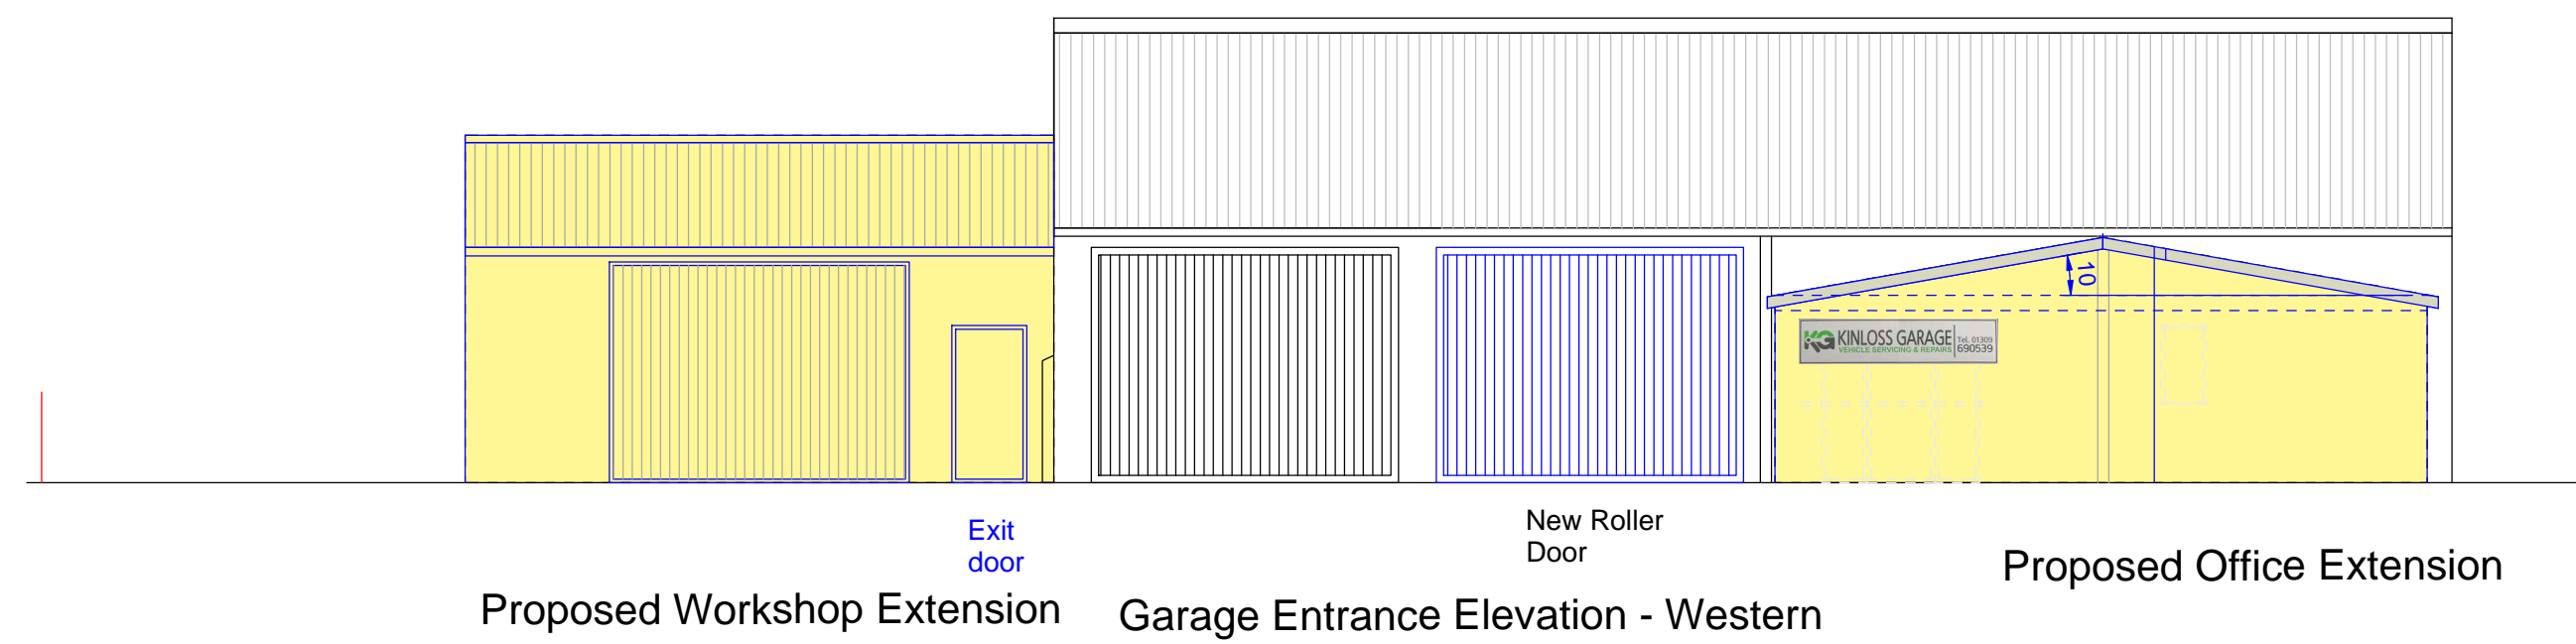 10
KG KINLOSS GARAGE
VEHICLE SERVICING & REPAIRS
Tel. 01309
690539
Exit
door
New Roller
Door
Proposed Office Extension
Proposed Workshop Extension
Garage Entrance Elevation - Western